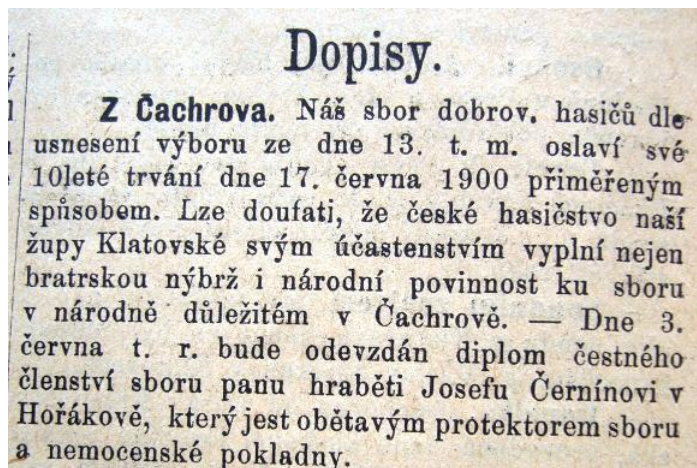 Dopisy.
Z Čachrova. Náš sbor dobrov. hasičů dle
usnesení výboru ze dne 13. t. m. oslaví své
10leté trvání dne 17. června 1900 přiměřeným
spůsobem. Lze doufati, že české hasičstvo naší
župy Klatovské svým účastenstvím vyplní nejen
bratrskou nýbrž i národní povinnost ku sboru
v národně důležitém v Čachrově. — Dne 3.
června t. r. bude odevzdán diplom čestného
členství sboru panu hraběti Josefu Černínovi v
Hořákově, který jest obětavým protektorem sboru
a nemocenské pokladny.